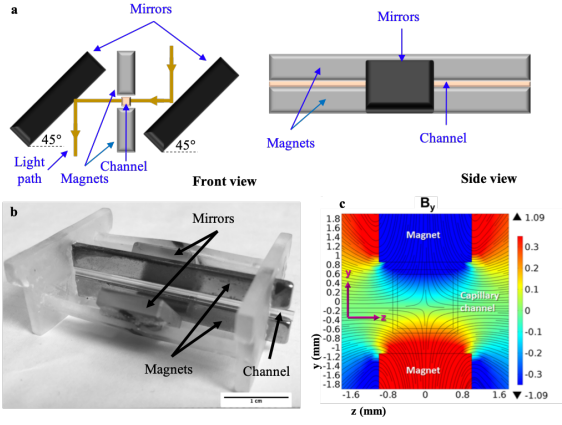 a
Mirrors
Mirrors
45°
45°
Light
path
Magnets
Channel
Magnets
Channel
Front view
Side view
b
Mirrors
Magnets
Channel
1 cm
c
By
1.8
1.6
1.4
1.2
1
0.8
0.6
0.4
0.2
0
-0.2
-0.4
-0.6
-0.8
-1
-1.2
-1.4
-1.6
-1.8
y (mm)
Magnet
y
z
Capillary
channel
Magnet
-1.6
-0.8
0
0.8
1.6
z (mm)
1.09
0.3
0.2
0.1
0
-0.1
-0.2
-0.3
-1.09